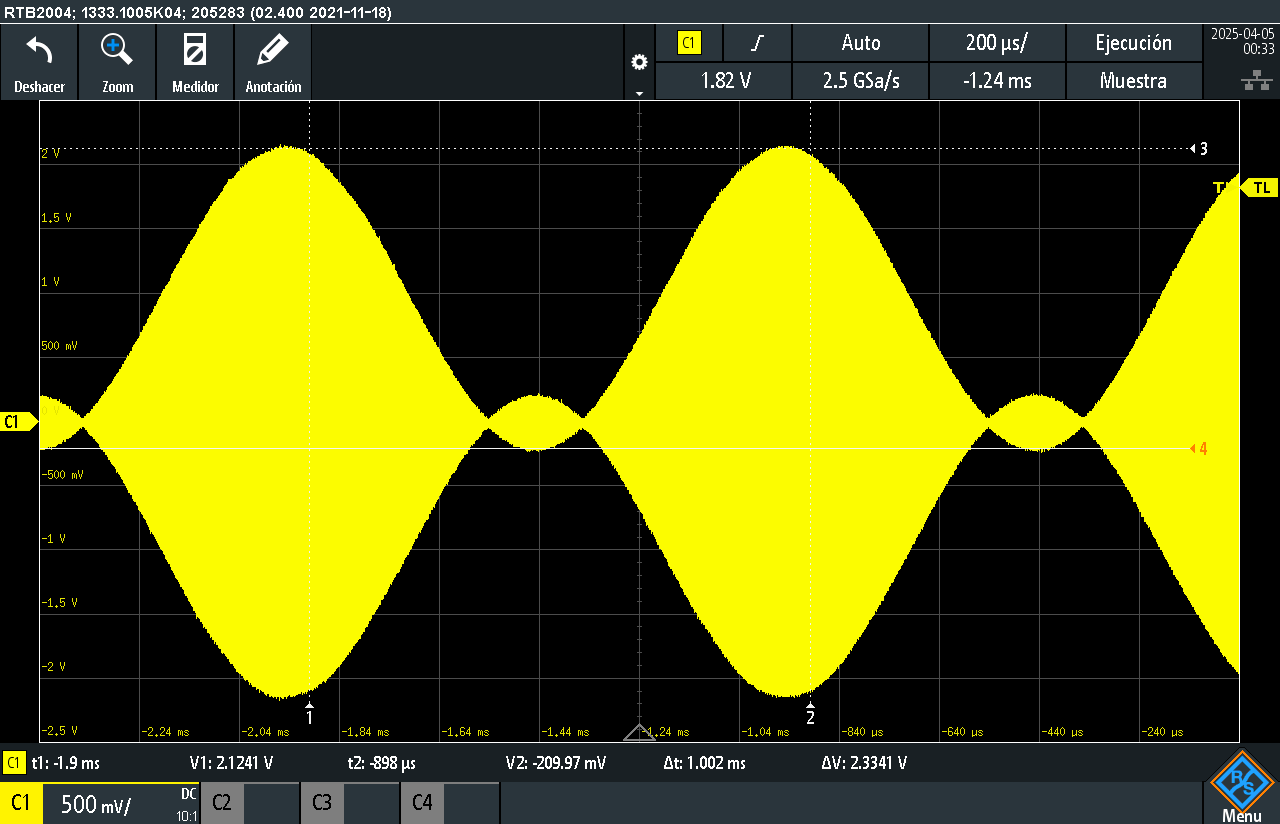 RTB2004; 1333.1005K04; 205283 (02.400 2021-11-18)
Deshacer
Zoom
Medidor
Anotación
C1
Auto
200 µs/
Ejecución
1.82 V
2.5 GSa/s
-1.24 ms
Muestra
2025-04-05
00:33
2 V
1.5 V
1 V
500 mV
0 V
-500 mV
-1 V
-1.5 V
-2 V
-2.5 V
3
TL
TL
C1
4
1
2
-2.24 ms
-2.04 ms
-1.84 ms
-1.64 ms
-1.44 ms
-1.24 ms
-1.04 ms
-840 µs
-640 µs
-440 µs
-240 µs
C1 t1: -1.9 ms V1: 2.1241 V t2: -898 µs V2: -209.97 mV Δt: 1.002 ms ΔV: 2.3341 V
C1 500 mV/ DC 10:1 C2 C3 C4
R&S
Menu